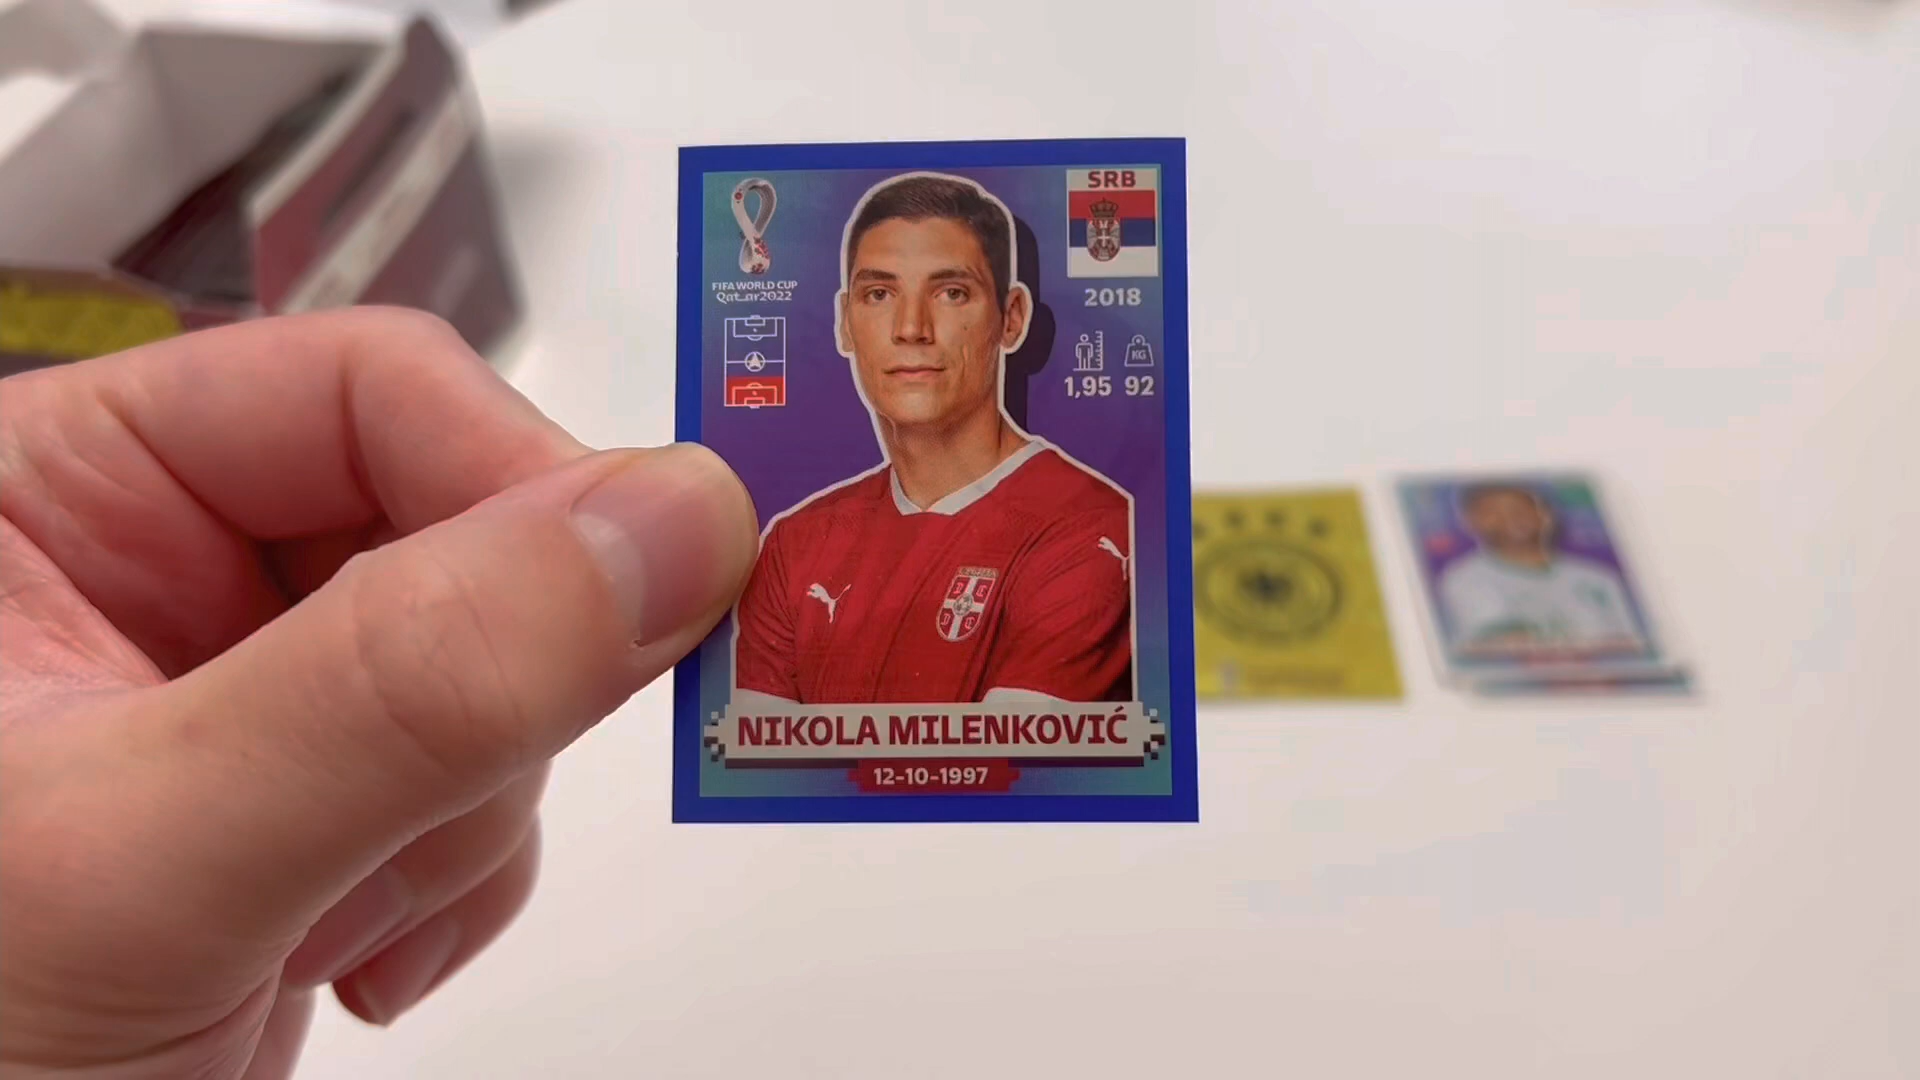 SRB
FIFA WORLD CUP
Qatar2022
2018
KG
1,95 92
NIKOLA MILENKOVIĆ
12-10-1997